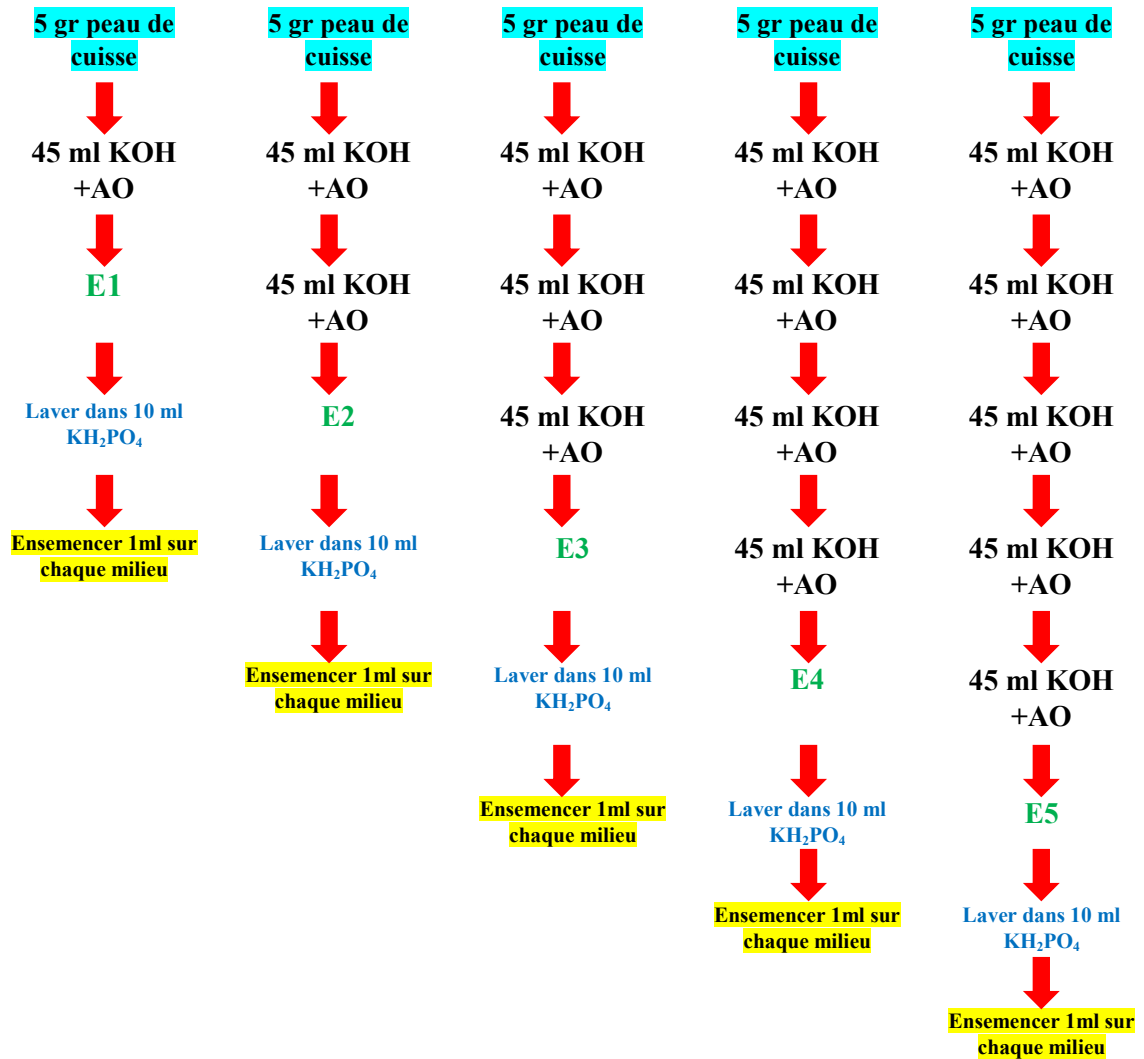 5 gr peau de
cuisse
45 ml KOH
+AO
E1
Laver dans 10 ml
KH₂PO₄
Ensemencer 1ml sur
chaque milieu
5 gr peau de
cuisse
45 ml KOH
+AO
45 ml KOH
+AO
E2
Laver dans 10 ml
KH₂PO₄
Ensemencer 1ml sur
chaque milieu
5 gr peau de
cuisse
45 ml KOH
+AO
45 ml KOH
+AO
45 ml KOH
+AO
E3
Laver dans 10 ml
KH₂PO₄
Ensemencer 1ml sur
chaque milieu
5 gr peau de
cuisse
45 ml KOH
+AO
45 ml KOH
+AO
45 ml KOH
+AO
45 ml KOH
+AO
E4
Laver dans 10 ml
KH₂PO₄
Ensemencer 1ml sur
chaque milieu
5 gr peau de
cuisse
45 ml KOH
+AO
45 ml KOH
+AO
45 ml KOH
+AO
45 ml KOH
+AO
45 ml KOH
+AO
E5
Laver dans 10 ml
KH₂PO₄
Ensemencer 1ml sur
chaque milieu